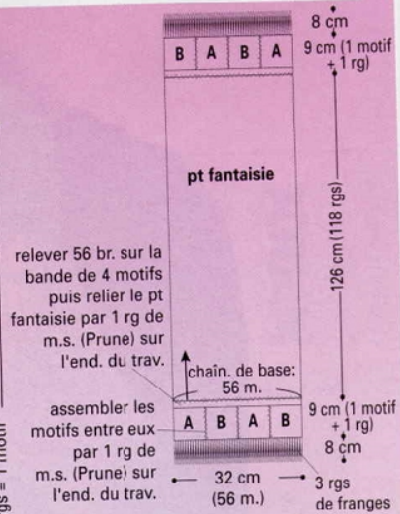 8 cm
B A B A
9 cm (1 motif
+ 1 rg)
pt fantaisie
126 cm (118 rgs)
relever 56 br. sur la
bande de 4 motifs
puis relier le pt
fantaisie par 1 rg de
m.s. (Prune) sur
l'end. du trav.
chaîn. de base:
56 m.
assembler les
motifs entre eux
par 1 rg de
m.s. (Prune) sur
l'end. du trav.
A B A B
9 cm (1 motif
+ 1 rg)
8 cm
32 cm
(56 m.)
3 rgs
de franges
= 1 motif